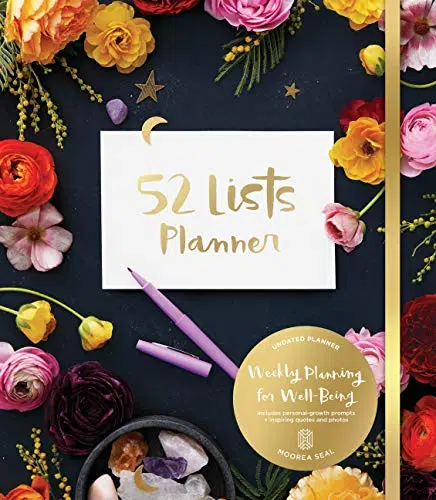 52 Lists
Planner
UNDATED PLANNER
Weekly Planning
for Well-Being
includes personal-growth prompts
+ inspiring quotes and photos
MOOREA SEAL